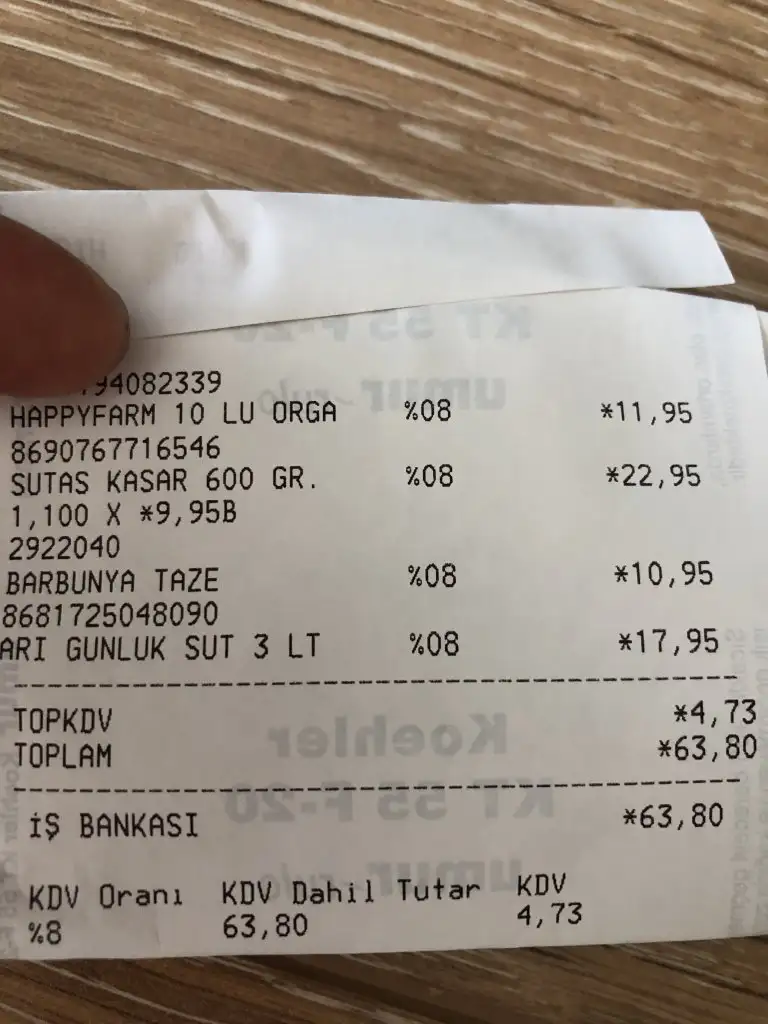 94082339
HAPPYFARM 10 LU ORGA %08 *11,95
8690767716546
SUTAS KASAR 600 GR. %08 *22,95
1,100 X *9,95B
2922040
BARBUNYA TAZE %08 *10,95
8681725048090
ARI GUNLUK SUT 3 LT %08 *17,95
TOPKDV *4,73
TOPLAM *63,80
İŞ BANKASI *63,80
KDV Oranı KDV Dahil Tutar KDV
%8 63,80 4,73